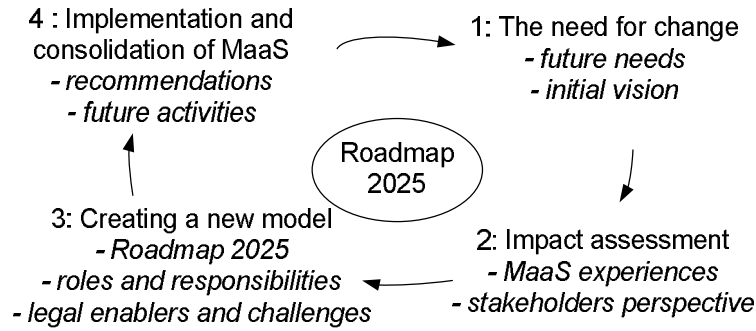 4 : Implementation and
consolidation of MaaS
- recommendations
- future activities
1: The need for change
- future needs
- initial vision
Roadmap
2025
3: Creating a new model
- Roadmap 2025
- roles and responsibilities
- legal enablers and challenges
2: Impact assessment
- MaaS experiences
- stakeholders perspective